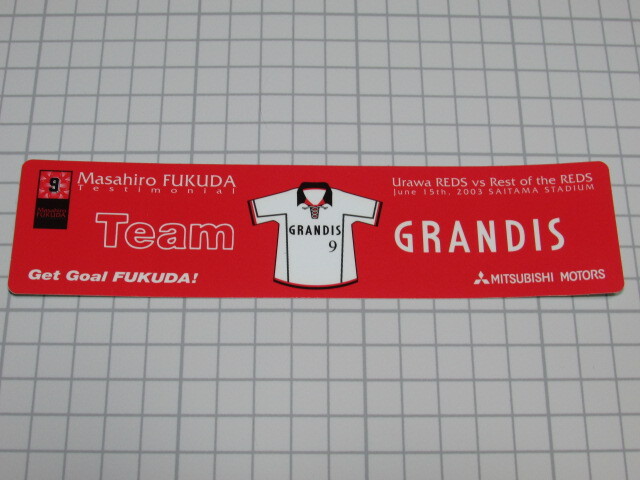 9
Masahiro FUKUDA
Testimonial
Urawa REDS vs Rest of the REDS
June 15th, 2003 SAITAMA STADIUM
FUKUDA
Team
GRANDIS
9
GRANDIS
Get Goal FUKUDA!
MITSUBISHI MOTORS